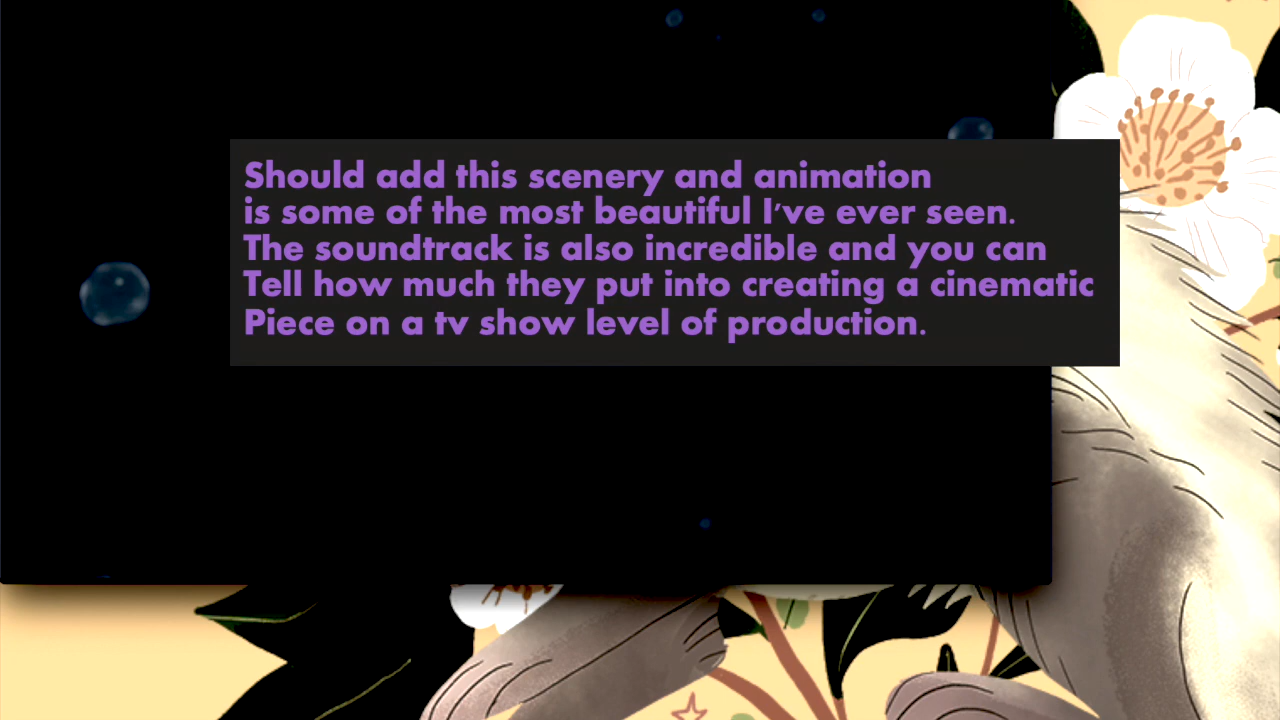 Should add this scenery and animation
is some of the most beautiful I've ever seen.
The soundtrack is also incredible and you can
Tell how much they put into creating a cinematic
Piece on a tv show level of production.